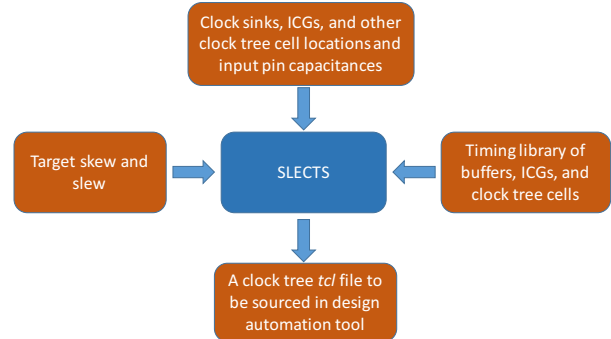 Clock sinks, ICGs, and other
clock tree cell locations and
input pin capacitances
Target skew and
slew
SLECTS
Timing library of
buffers, ICGs, and
clock tree cells
A clock tree tcl file to
be sourced in design
automation tool